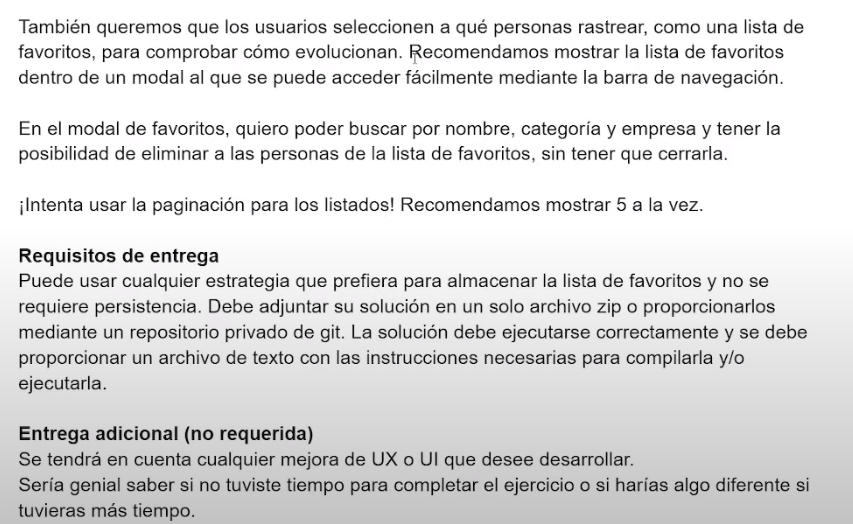 También queremos que los usuarios seleccionen a qué personas rastrear, como una lista de
favoritos, para comprobar cómo evolucionan. Recomendamos mostrar la lista de favoritos
dentro de un modal al que se puede acceder fácilmente mediante la barra de navegación.
En el modal de favoritos, quiero poder buscar por nombre, categoría y empresa y tener la
posibilidad de eliminar a las personas de la lista de favoritos, sin tener que cerrarla.
¡Intenta usar la paginación para los listados! Recomendamos mostrar 5 a la vez.
Requisitos de entrega
Puede usar cualquier estrategia que prefiera para almacenar la lista de favoritos y no se
requiere persistencia. Debe adjuntar su solución en un solo archivo zip o proporcionarlos
mediante un repositorio privado de git. La solución debe ejecutarse correctamente y se debe
proporcionar un archivo de texto con las instrucciones necesarias para compilarla y/o
ejecutarla.
Entrega adicional (no requerida)
Se tendrá en cuenta cualquier mejora de UX o UI que desee desarrollar.
Sería genial saber si no tuviste tiempo para completar el ejercicio o si harías algo diferente si
tuvieras más tiempo.